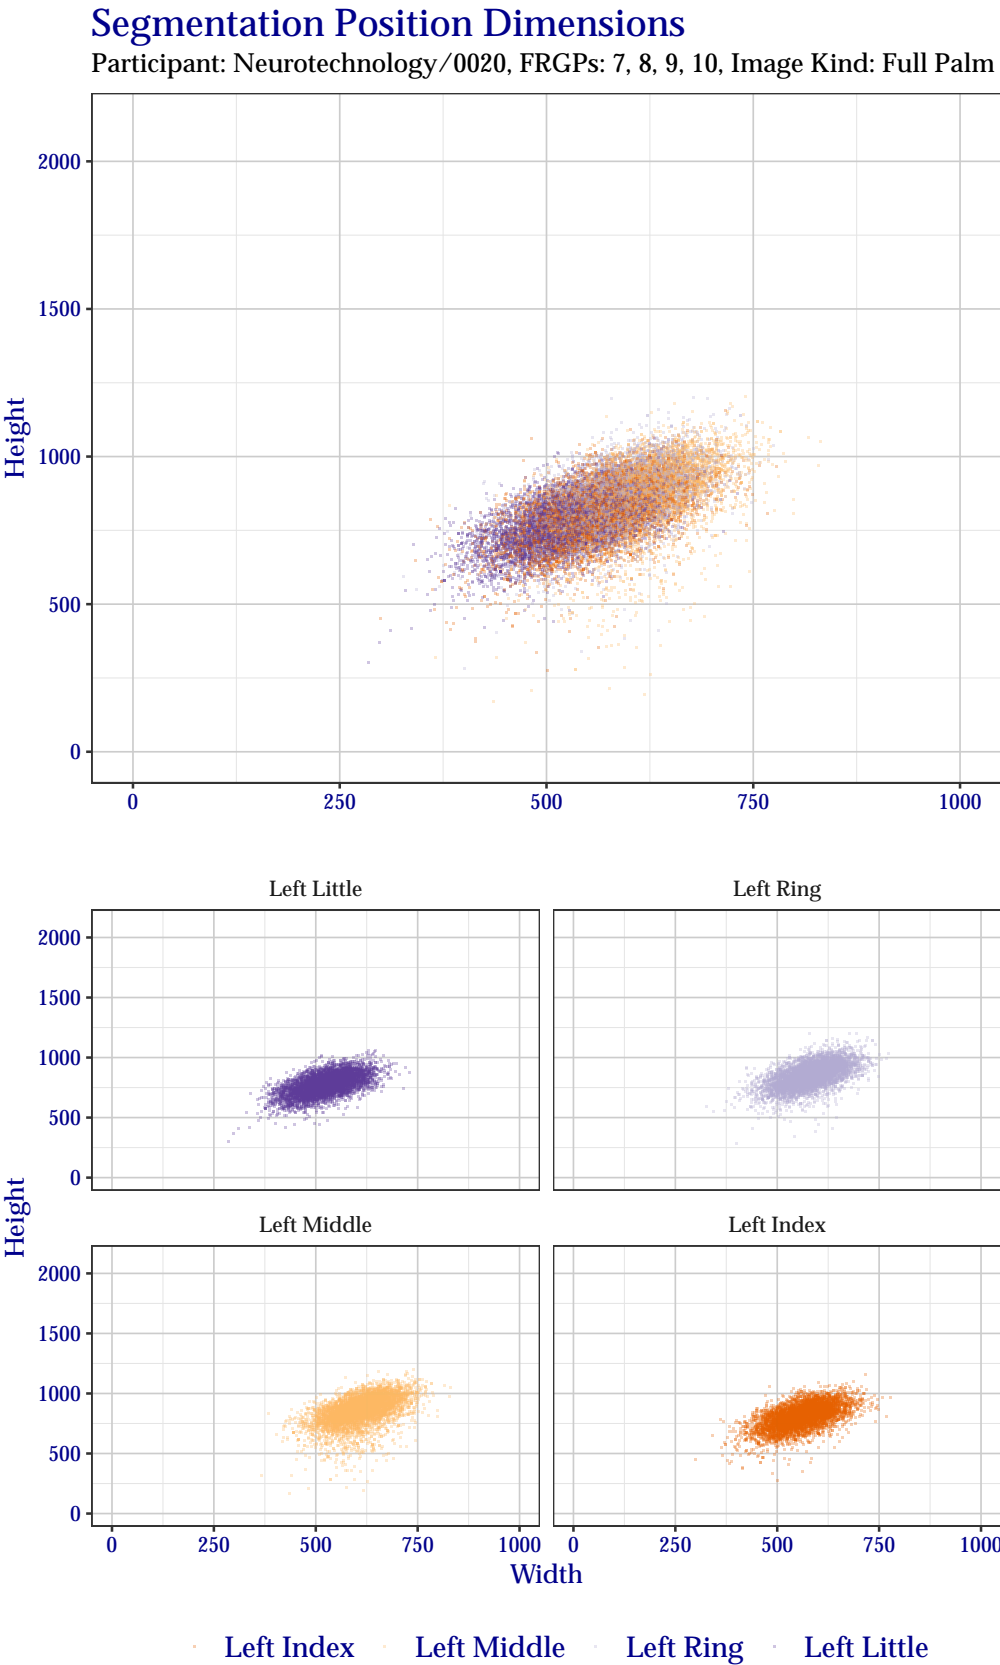 Segmentation Position Dimensions
Participant: Neurotechnology/0020, FRGPs: 7, 8, 9, 10, Image Kind: Full Palm
2000
1500
1000
500
0
Height
0 250 500 750 1000
Left Little Left Ring
2000
1500
1000
500
0
Height
Left Middle Left Index
2000
1500
1000
500
0
0 250 500 750 1000 0 250 500 750 1000
Width
Left Index Left Middle Left Ring Left Little